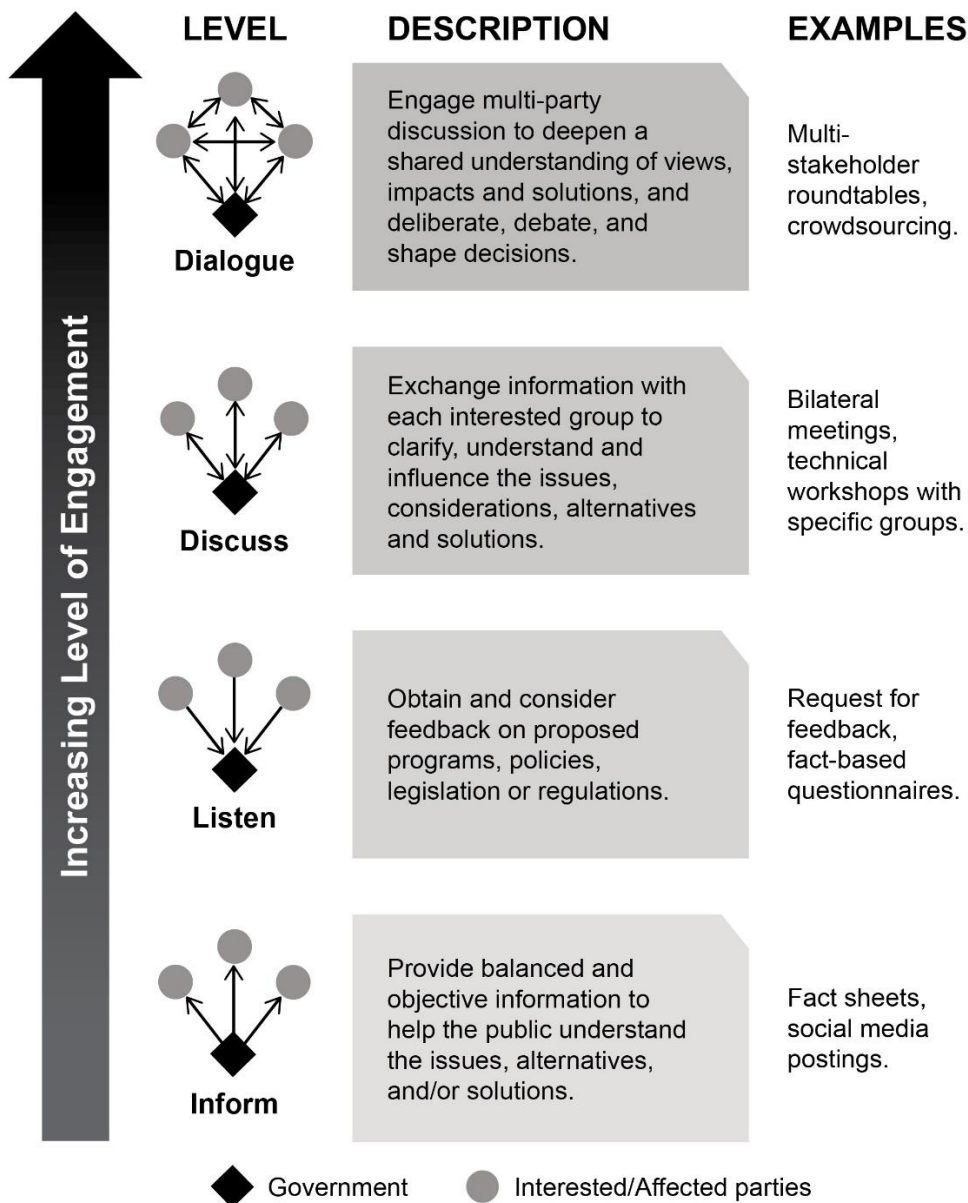 LEVEL
DESCRIPTION
EXAMPLES
Increasing Level of Engagement
Dialogue
Engage multi-party
discussion to deepen a
shared understanding of views,
impacts and solutions, and
deliberate, debate, and
shape decisions.
Multi-
stakeholder
roundtables,
crowdsourcing.
Discuss
Exchange information with
each interested group to
clarify, understand and
influence the issues,
considerations, alternatives
and solutions.
Bilateral
meetings,
technical
workshops with
specific groups.
Listen
Obtain and consider
feedback on proposed
programs, policies,
legislation or regulations.
Request for
feedback,
fact-based
questionnaires.
Inform
Provide balanced and
objective information to
help the public understand
the issues, alternatives,
and/or solutions.
Fact sheets,
social media
postings.
Government
Interested/Affected parties